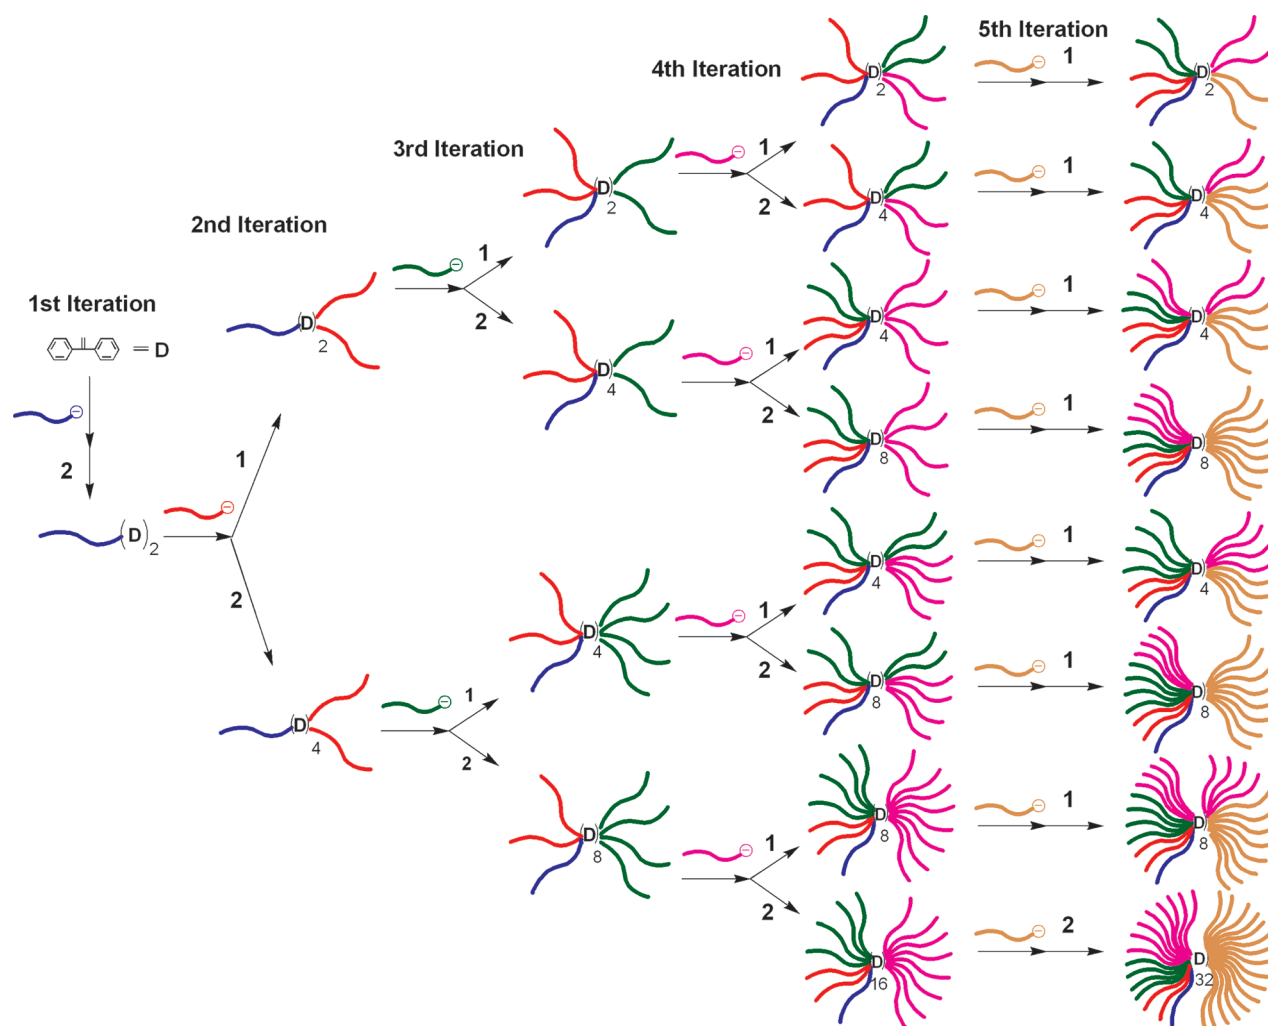 1st Iteration
= D
⊖
2
(D)2
⊖
1
2
2nd Iteration
(D)2
(D)4
⊖
1
2
⊖
1
2
3rd Iteration
(D)2
(D)4
(D)4
(D)8
⊖
1
2
⊖
1
2
⊖
1
2
⊖
1
2
4th Iteration
(D)2
(D)4
(D)4
(D)8
(D)4
(D)8
(D)8
(D)16
5th Iteration
⊖ 1
(D)2
⊖ 1
(D)4
⊖ 1
(D)4
⊖ 1
D)8
⊖ 1
(D)4
⊖ 1
D)8
⊖ 1
D)8
⊖ 2
D)32